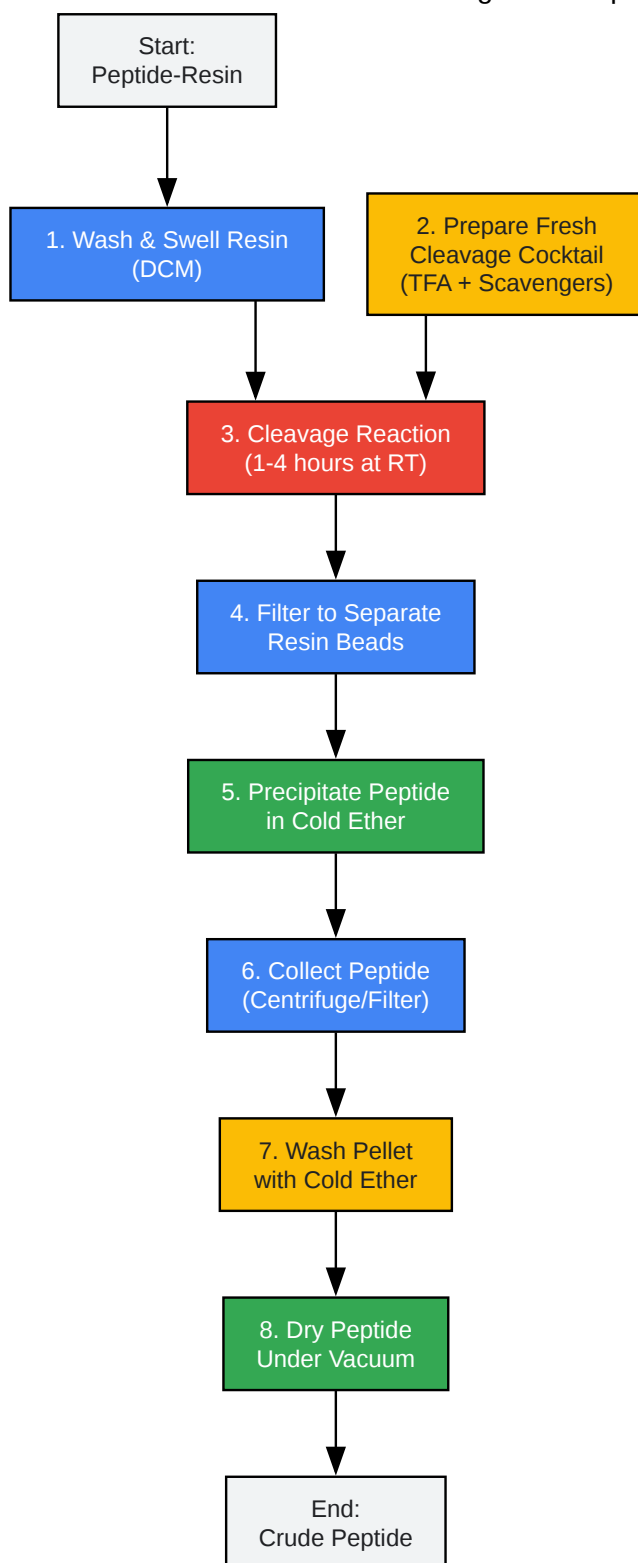 Start:
Peptide-Resin
1. Wash & Swell Resin
(DCM)
2. Prepare Fresh
Cleavage Cocktail
(TFA + Scavengers)
3. Cleavage Reaction
(1-4 hours at RT)
4. Filter to Separate
Resin Beads
5. Precipitate Peptide
in Cold Ether
6. Collect Peptide
(Centrifuge/Filter)
7. Wash Pellet
with Cold Ether
8. Dry Peptide
Under Vacuum
End:
Crude Peptide